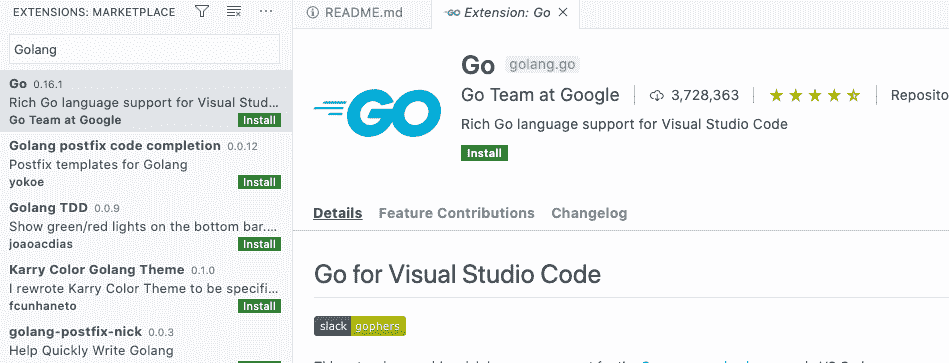 EXTENSIONS: MARKETPLACE
Golang
Go 0.16.1
Rich Go language support for Visual Stud...
Go Team at Google Install
Golang postfix code completion 0.0.12
Postfix templates for Golang
yokoe Install
Golang TDD 0.0.9
Show green/red lights on the bottom bar....
joaoacdias Install
Karry Color Golang Theme 0.1.0
I rewrote Karry Color Theme to be specifi...
fcunhaneto Install
golang-postfix-nick 0.0.3
Help Quickly Write Golang
README.md
Extension: Go
GO
Go golang.go
Go Team at Google 3,728,363 Reposito
Rich Go language support for Visual Studio Code
Install
Details Feature Contributions Changelog
Go for Visual Studio Code
slack gophers